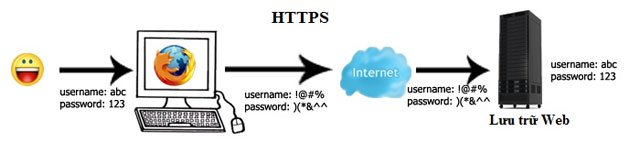 HTTPS
username: abc
password: 123
username: !@#%
password: )(*&^^
Internet
username: !@#%
password: )(*&^^
username: abc
password: 123
Lưu trữ Web